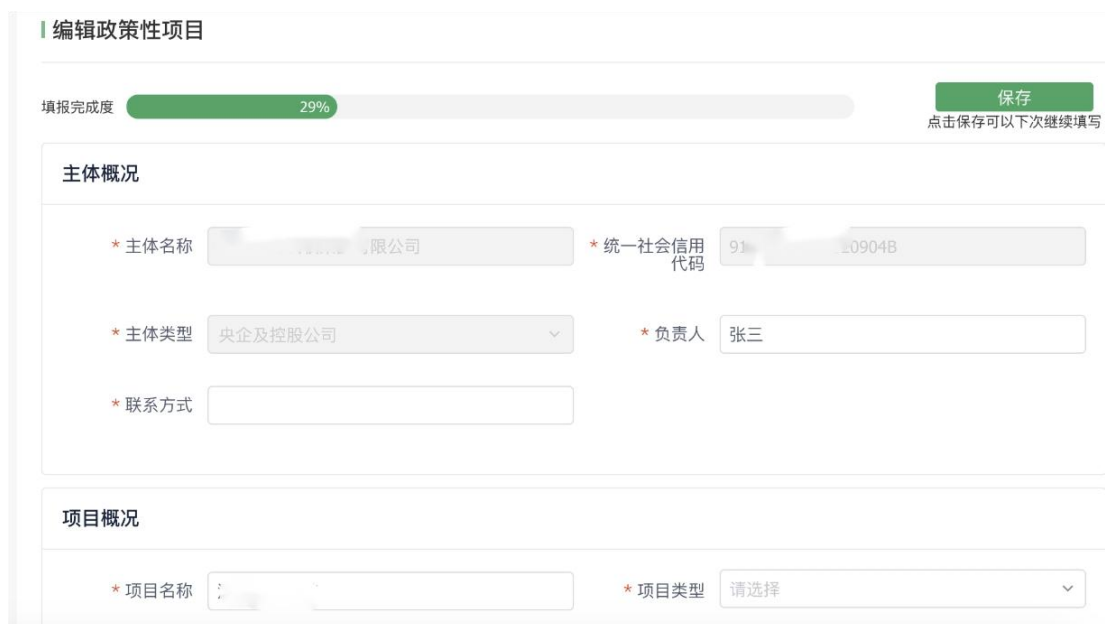 编辑政策性项目
填报完成度 29% 保存
点击保存可以下次继续填写
主体概况
* 主体名称 限公司 * 统一社会信用代码 91 20904B
* 主体类型 央企及控股公司 * 负责人 张三
* 联系方式
项目概况
* 项目名称 * 项目类型 请选择